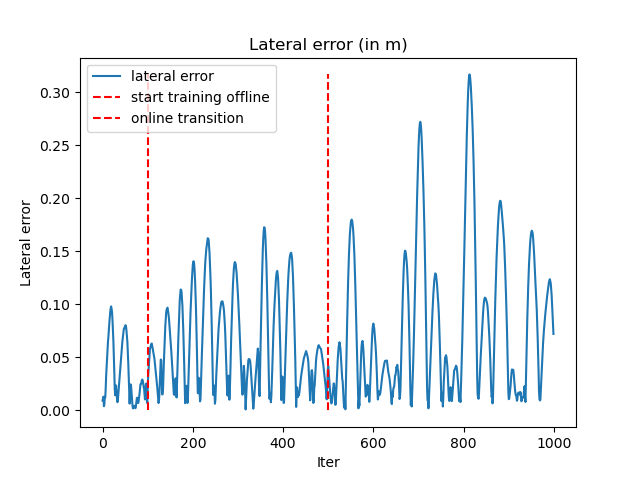 Lateral error (in m)
lateral error
start training offline
online transition
0.30
0.25
0.20
0.15
0.10
0.05
0.00
Lateral error
0
200
400
600
800
1000
Iter